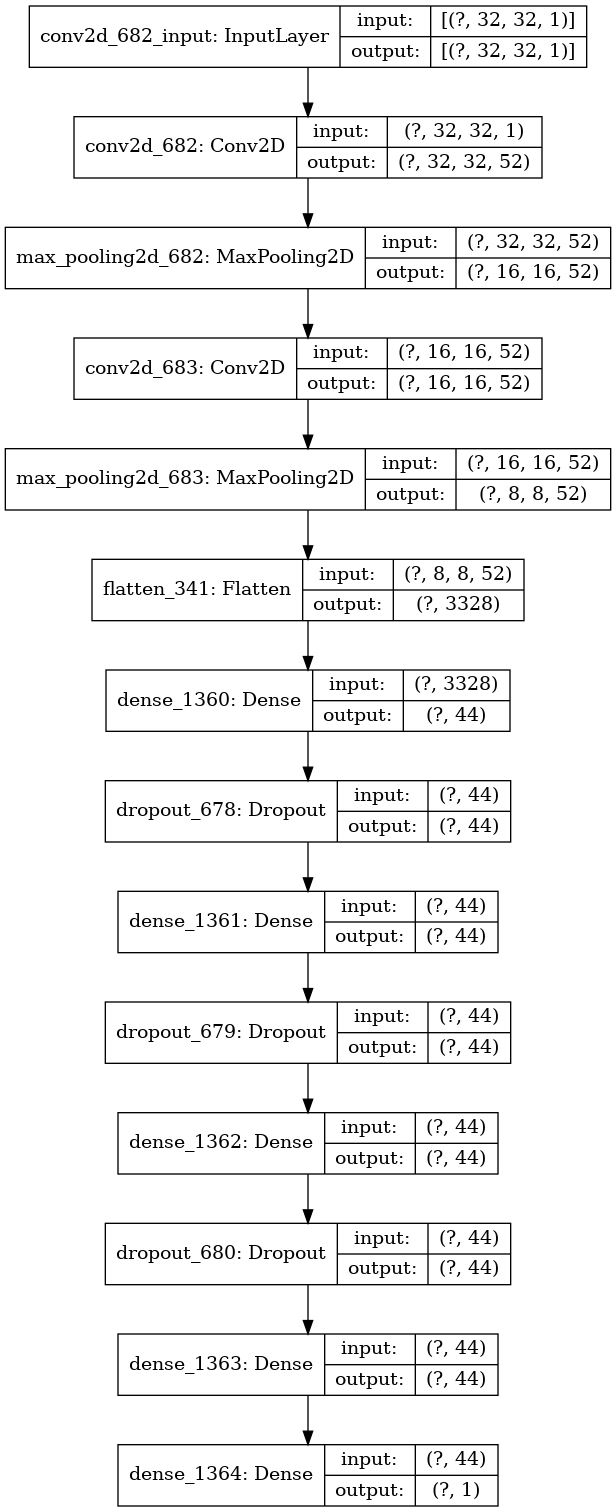 conv2d_682_input: InputLayer
input: [(?, 32, 32, 1)]
output: [(?, 32, 32, 1)]
conv2d_682: Conv2D
input: (?, 32, 32, 1)
output: (?, 32, 32, 52)
max_pooling2d_682: MaxPooling2D
input: (?, 32, 32, 52)
output: (?, 16, 16, 52)
conv2d_683: Conv2D
input: (?, 16, 16, 52)
output: (?, 16, 16, 52)
max_pooling2d_683: MaxPooling2D
input: (?, 16, 16, 52)
output: (?, 8, 8, 52)
flatten_341: Flatten
input: (?, 8, 8, 52)
output: (?, 3328)
dense_1360: Dense
input: (?, 3328)
output: (?, 44)
dropout_678: Dropout
input: (?, 44)
output: (?, 44)
dense_1361: Dense
input: (?, 44)
output: (?, 44)
dropout_679: Dropout
input: (?, 44)
output: (?, 44)
dense_1362: Dense
input: (?, 44)
output: (?, 44)
dropout_680: Dropout
input: (?, 44)
output: (?, 44)
dense_1363: Dense
input: (?, 44)
output: (?, 44)
dense_1364: Dense
input: (?, 44)
output: (?, 1)